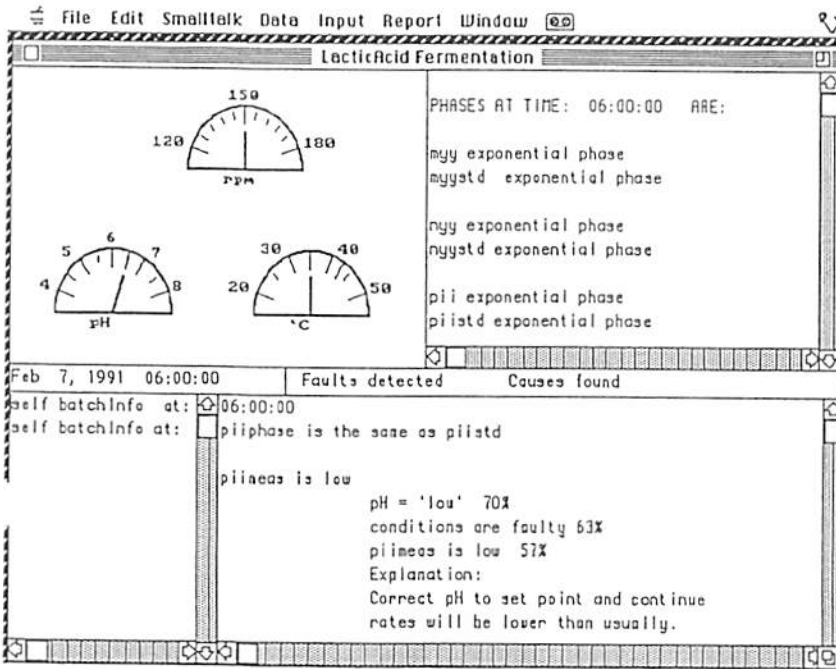 File Edit Smalltalk Data Input Report Window
LacticAcid Fermentation
150
120 180
rpm
6
5 7
4 8
pH
30 40
20 50
°C
PHASES AT TIME: 06:00:00 ARE:
myy exponential phase
myystd exponential phase
nyy exponential phase
nyystd exponential phase
pii exponential phase
piistd exponential phase
Feb 7, 1991 06:00:00
Faults detected Causes found
self batchInfo at:
self batchInfo at:
06:00:00
piiphase is the same as piistd
piimeas is low
pH = 'low' 70%
conditions are faulty 63%
piimeas is low 57%
Explanation:
Correct pH to set point and continue
rates will be lower than usually.